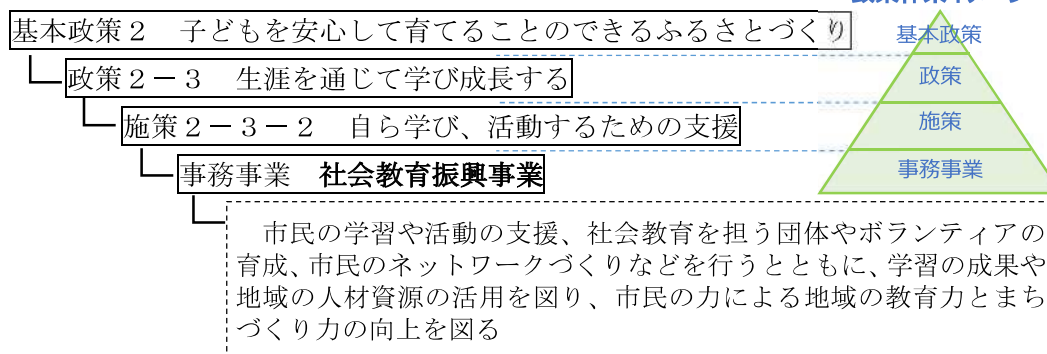 基本政策2 子どもを安心して育てることのできるふるさとづくり
政策2-3 生涯を通じて学び成長する
施策2-3-2 自ら学び、活動するための支援
事務事業 社会教育振興事業
市民の学習や活動の支援、社会教育を担う団体やボランティアの
育成、市民のネットワークづくりなどを行うとともに、学習の成果や
地域の人材資源の活用を図り、市民の力による地域の教育力とまち
づくり力の向上を図る
基本政策
政策
施策
事務事業